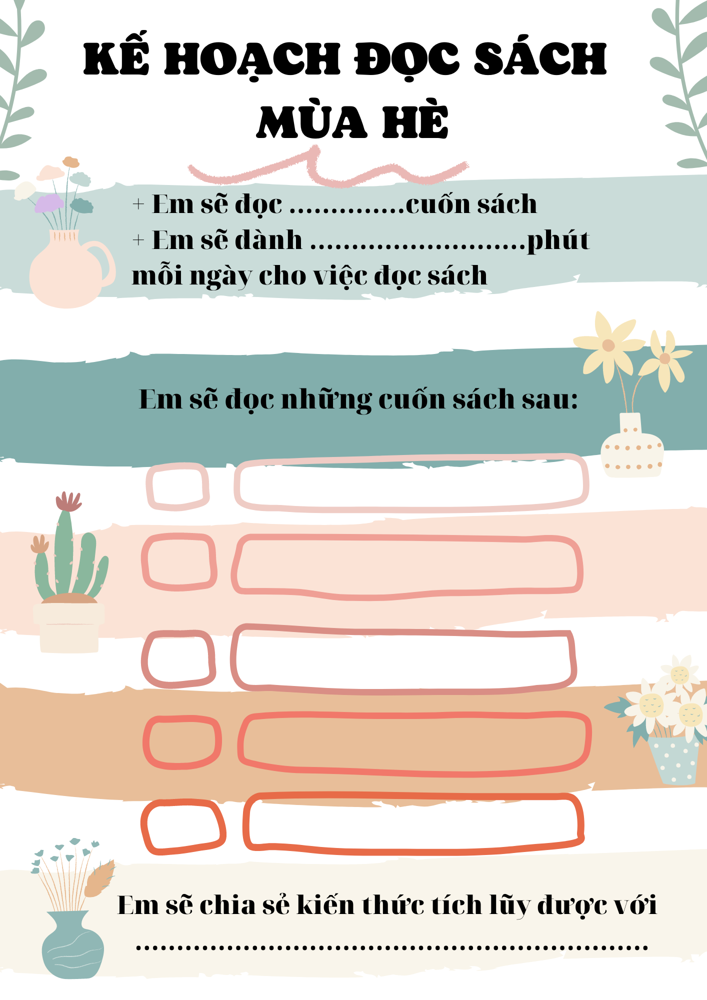 KẾ HOẠCH ĐỌC SÁCH
MÙA HÈ
+ Em sẽ đọc ..............cuốn sách
+ Em sẽ dành ..........................phút
mỗi ngày cho việc đọc sách
Em sẽ đọc những cuốn sách sau:
Em sẽ chia sẻ kiến thức tích lũy được với
..............................................................